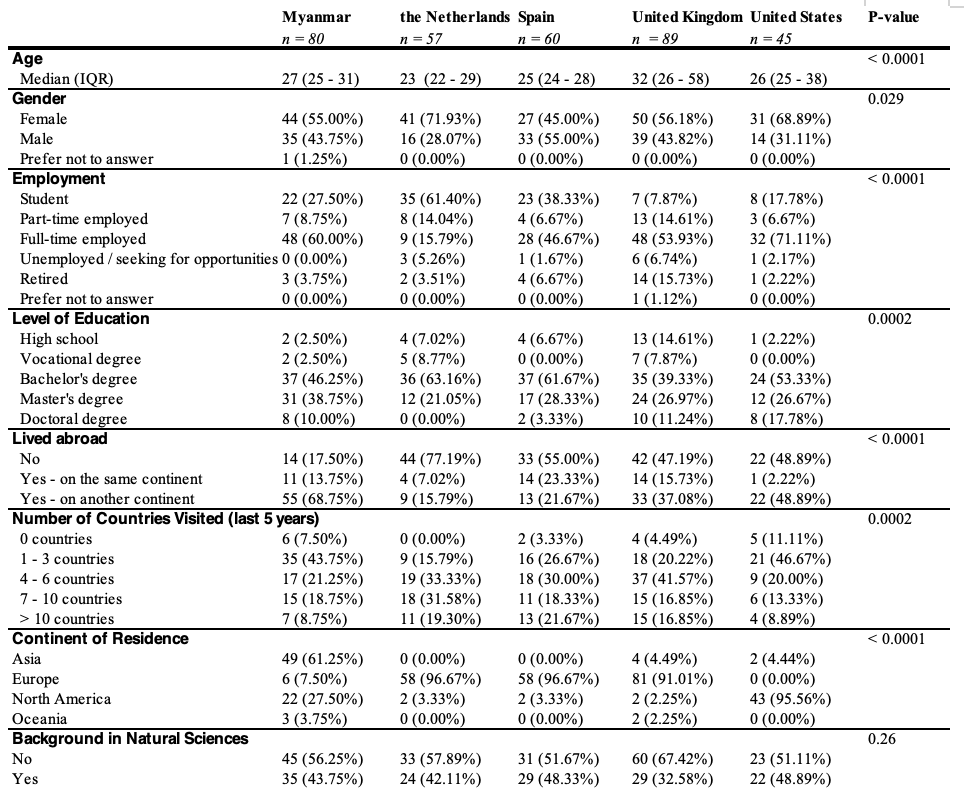 Myanmar the Netherlands Spain United Kingdom United States P-value
n = 80 n = 57 n = 60 n = 89 n = 45
Age < 0.0001
Median (IQR) 27 (25 - 31) 23 (22 - 29) 25 (24 - 28) 32 (26 - 58) 26 (25 - 38)
Gender 0.029
Female 44 (55.00%) 41 (71.93%) 27 (45.00%) 50 (56.18%) 31 (68.89%)
Male 35 (43.75%) 16 (28.07%) 33 (55.00%) 39 (43.82%) 14 (31.11%)
Prefer not to answer 1 (1.25%) 0 (0.00%) 0 (0.00%) 0 (0.00%) 0 (0.00%)
Employment < 0.0001
Student 22 (27.50%) 35 (61.40%) 23 (38.33%) 7 (7.87%) 8 (17.78%)
Part-time employed 7 (8.75%) 8 (14.04%) 4 (6.67%) 13 (14.61%) 3 (6.67%)
Full-time employed 48 (60.00%) 9 (15.79%) 28 (46.67%) 48 (53.93%) 32 (71.11%)
Unemployed / seeking for opportunities 0 (0.00%) 3 (5.26%) 1 (1.67%) 6 (6.74%) 1 (2.17%)
Retired 3 (3.75%) 2 (3.51%) 4 (6.67%) 14 (15.73%) 1 (2.22%)
Prefer not to answer 0 (0.00%) 0 (0.00%) 0 (0.00%) 1 (1.12%) 0 (0.00%)
Level of Education 0.0002
High school 2 (2.50%) 4 (7.02%) 4 (6.67%) 13 (14.61%) 1 (2.22%)
Vocational degree 2 (2.50%) 5 (8.77%) 0 (0.00%) 7 (7.87%) 0 (0.00%)
Bachelor's degree 37 (46.25%) 36 (63.16%) 37 (61.67%) 35 (39.33%) 24 (53.33%)
Master's degree 31 (38.75%) 12 (21.05%) 17 (28.33%) 24 (26.97%) 12 (26.67%)
Doctoral degree 8 (10.00%) 0 (0.00%) 2 (3.33%) 10 (11.24%) 8 (17.78%)
Lived abroad < 0.0001
No 14 (17.50%) 44 (77.19%) 33 (55.00%) 42 (47.19%) 22 (48.89%)
Yes - on the same continent 11 (13.75%) 4 (7.02%) 14 (23.33%) 14 (15.73%) 1 (2.22%)
Yes - on another continent 55 (68.75%) 9 (15.79%) 13 (21.67%) 33 (37.08%) 22 (48.89%)
Number of Countries Visited (last 5 years) 0.0002
0 countries 6 (7.50%) 0 (0.00%) 2 (3.33%) 4 (4.49%) 5 (11.11%)
1 - 3 countries 35 (43.75%) 9 (15.79%) 16 (26.67%) 18 (20.22%) 21 (46.67%)
4 - 6 countries 17 (21.25%) 19 (33.33%) 18 (30.00%) 37 (41.57%) 9 (20.00%)
7 - 10 countries 15 (18.75%) 18 (31.58%) 11 (18.33%) 15 (16.85%) 6 (13.33%)
> 10 countries 7 (8.75%) 11 (19.30%) 13 (21.67%) 15 (16.85%) 4 (8.89%)
Continent of Residence < 0.0001
Asia 49 (61.25%) 0 (0.00%) 0 (0.00%) 4 (4.49%) 2 (4.44%)
Europe 6 (7.50%) 58 (96.67%) 58 (96.67%) 81 (91.01%) 0 (0.00%)
North America 22 (27.50%) 2 (3.33%) 2 (3.33%) 2 (2.25%) 43 (95.56%)
Oceania 3 (3.75%) 0 (0.00%) 0 (0.00%) 2 (2.25%) 0 (0.00%)
Background in Natural Sciences 0.26
No 45 (56.25%) 33 (57.89%) 31 (51.67%) 60 (67.42%) 23 (51.11%)
Yes 35 (43.75%) 24 (42.11%) 29 (48.33%) 29 (32.58%) 22 (48.89%)